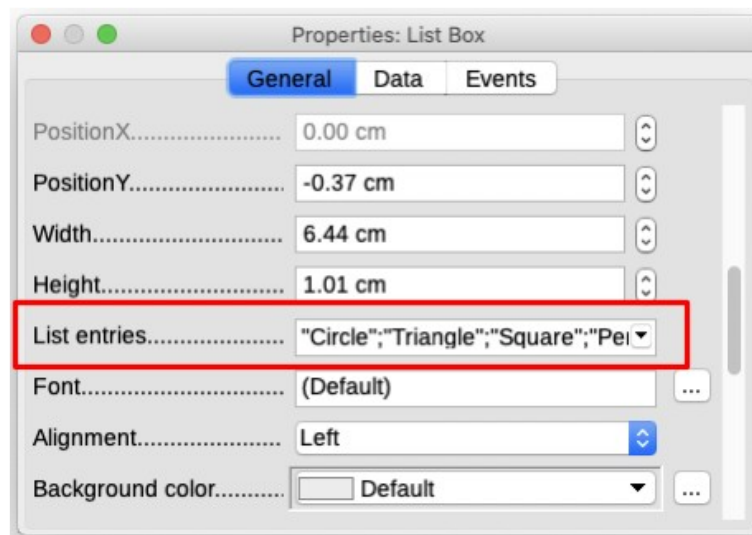 Properties: List Box
General Data Events
PositionX...................... 0.00 cm
PositionY....................... -0.37 cm
Width............................ 6.44 cm
Height........................... 1.01 cm
List entries..................... "Circle";"Triangle";"Square";"Pe
Font.............................. (Default) ...
Alignment...................... Left
Background color........... Default ...